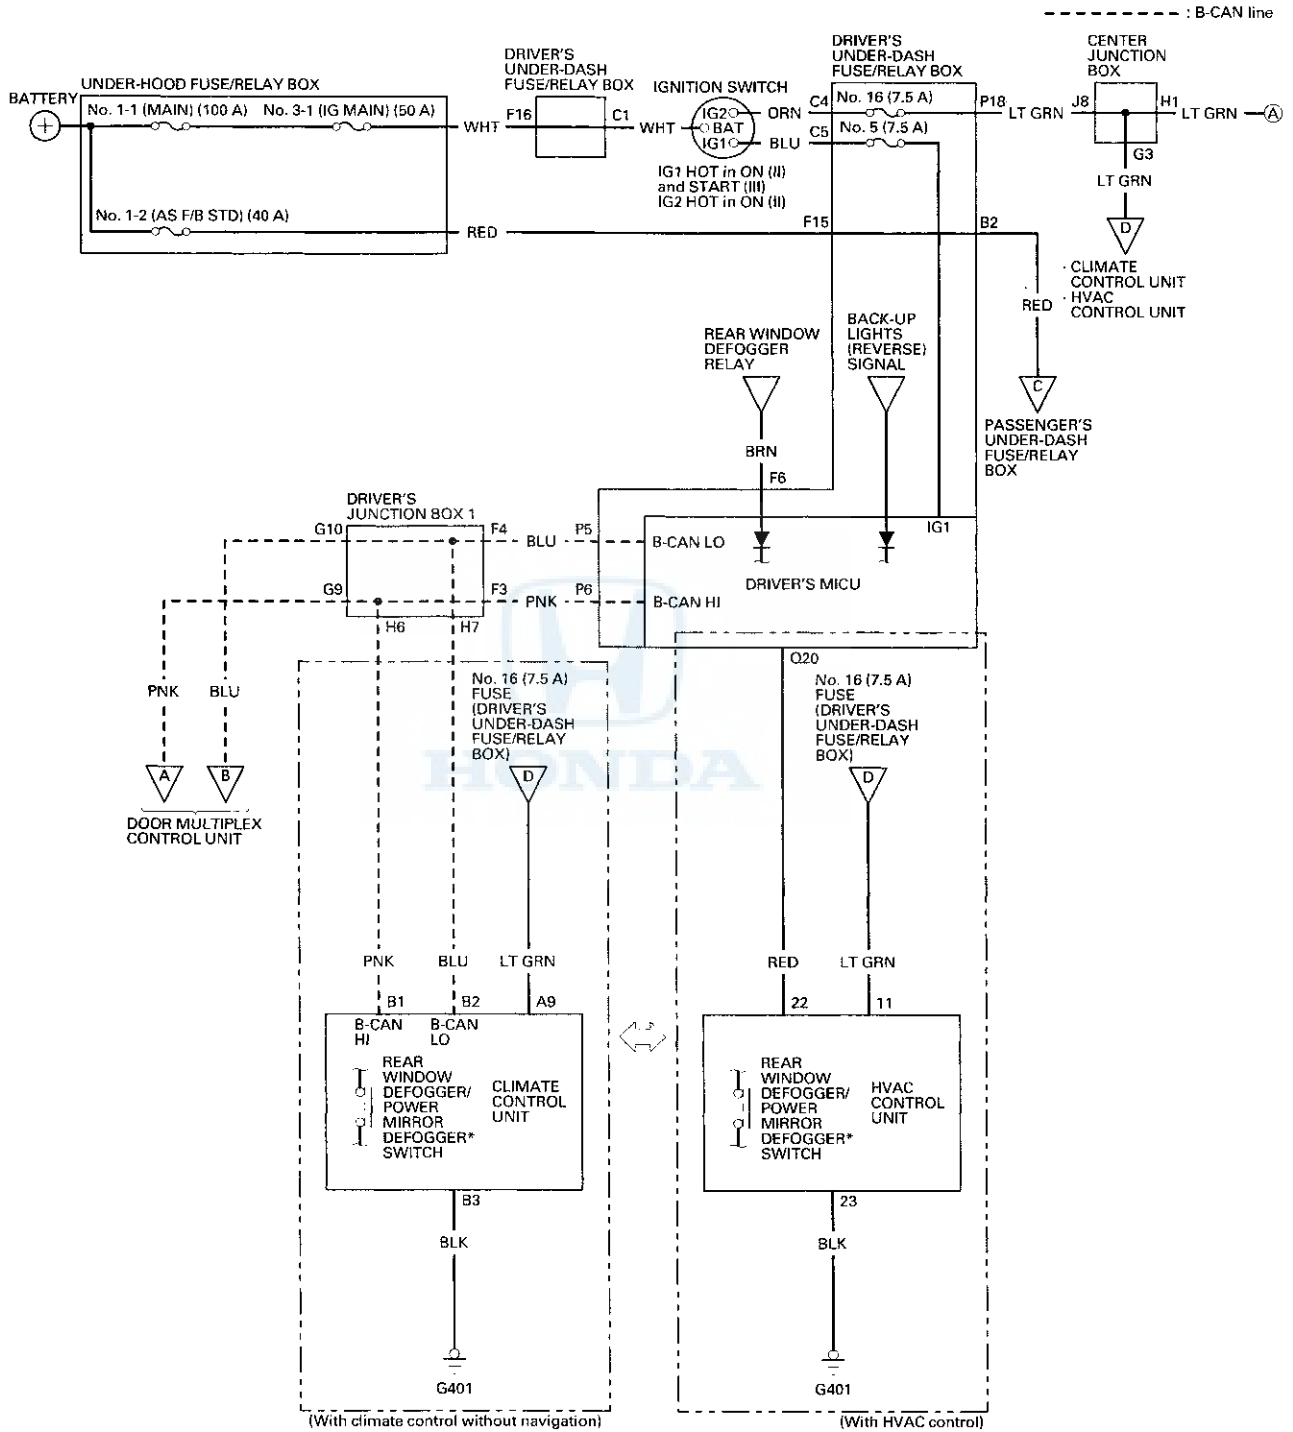 : B-CAN line
BATTERY
UNDER-HOOD FUSE/RELAY BOX
No. 1-1 (MAIN) (100 A)
No. 3-1 (IG MAIN) (50 A)
No. 1-2 (AS F/B STD) (40 A)
WHT
RED
F16
DRIVER'S
UNDER-DASH
FUSE/RELAY BOX
C1
WHT
IGNITION SWITCH
IG2
BAT
IG1
ORN
BLU
IG1 HOT in ON (II)
and START (III)
IG2 HOT in ON (II)
C4
C5
F15
DRIVER'S
UNDER-DASH
FUSE/RELAY BOX
No. 16 (7.5 A)
No. 5 (7.5 A)
P18
B2
LT GRN
CENTER
JUNCTION
BOX
J8
H1
G3
LT GRN
A
LT GRN
D
· CLIMATE
CONTROL UNIT
· HVAC
CONTROL UNIT
RED
C
PASSENGER'S
UNDER-DASH
FUSE/RELAY
BOX
REAR WINDOW
DEFOGGER
RELAY
BRN
F6
BACK-UP
LIGHTS
(REVERSE)
SIGNAL
IG1
DRIVER'S
JUNCTION BOX 1
G10
F4
BLU
P5
B-CAN LO
G9
F3
PNK
P6
B-CAN HI
DRIVER'S MICU
H6
H7
PNK
BLU
A
B
DOOR MULTIPLEX
CONTROL UNIT
HONDA
No. 16 (7.5 A)
FUSE
(DRIVER'S
UNDER-DASH
FUSE/RELAY
BOX)
D
PNK
BLU
LT GRN
B1
B2
A9
B-CAN
HI
B-CAN
LO
REAR
WINDOW
DEFOGGER/
POWER
MIRROR
DEFOGGER*
SWITCH
CLIMATE
CONTROL
UNIT
B3
BLK
G401
(With climate control without navigation)
Q20
No. 16 (7.5 A)
FUSE
(DRIVER'S
UNDER-DASH
FUSE/RELAY
BOX)
D
RED
LT GRN
22
11
REAR
WINDOW
DEFOGGER/
POWER
MIRROR
DEFOGGER*
SWITCH
HVAC
CONTROL
UNIT
23
BLK
G401
(With HVAC control)